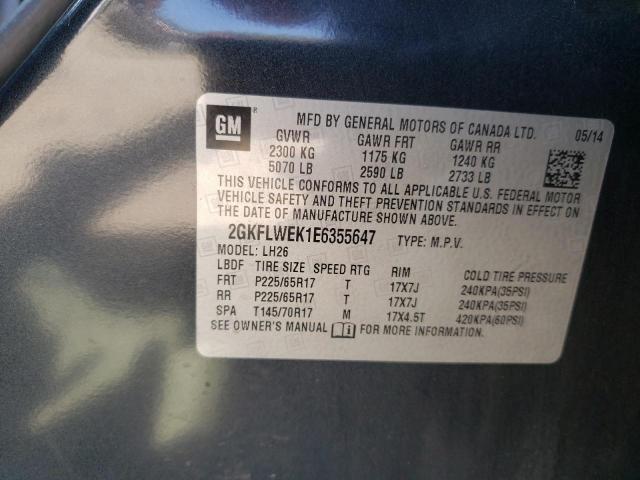 GM ®
MFD BY GENERAL MOTORS OF CANADA LTD. 05/14
GVWR GAWR FRT GAWR RR
2300 KG 1175 KG 1240 KG
5070 LB 2590 LB 2733 LB
THIS VEHICLE CONFORMS TO ALL APPLICABLE U.S. FEDERAL MOTOR
VEHICLE SAFETY AND THEFT PREVENTION STANDARDS IN EFFECT ON
THE DATE OF MANUFACTURE SHOWN ABOVE.
2GKFLWEK1E6355647 TYPE: M.P.V.
MODEL: LH26
LBDF TIRE SIZE SPEED RTG RIM COLD TIRE PRESSURE
FRT P225/65R17 T 17X7J 240KPA(35PSI)
RR P225/65R17 T 17X7J 240KPA(35PSI)
SPA T145/70R17 M 17X4.5T 420KPA(60PSI)
SEE OWNER'S MANUAL FOR MORE INFORMATION.